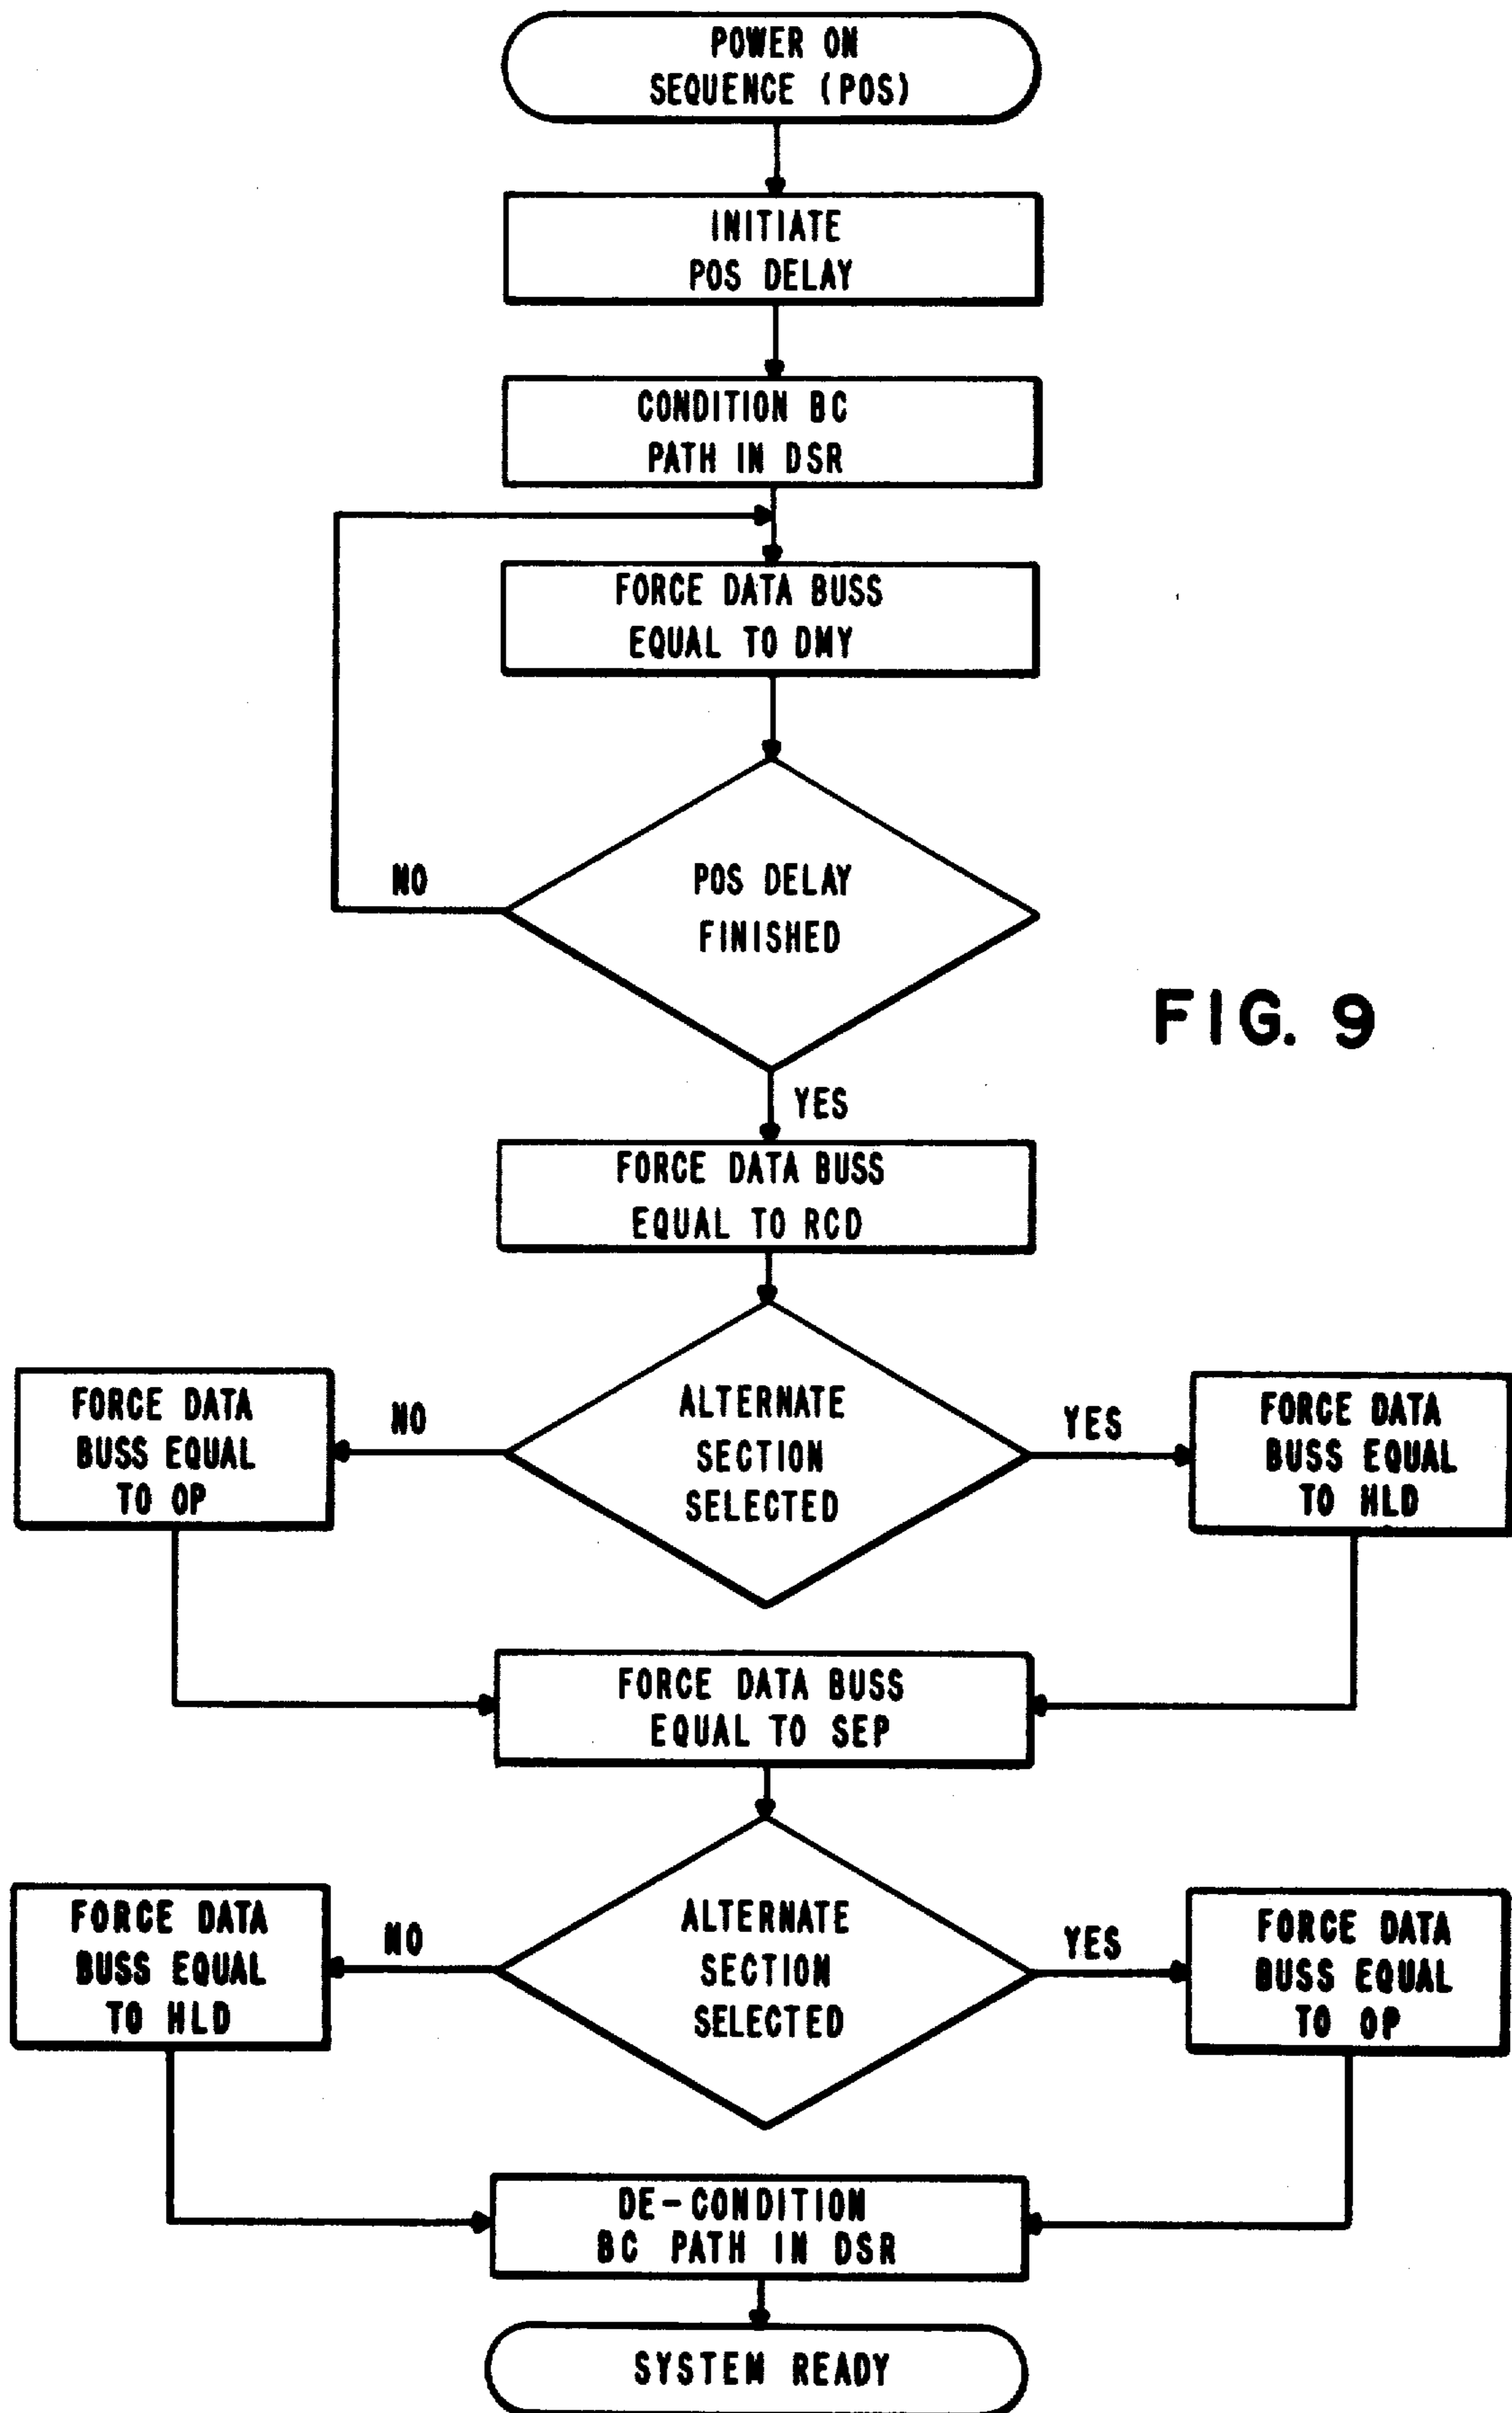 POWER ON
SEQUENCE (POS)
INITIATE
POS DELAY
CONDITION BC
PATH IN DSR
FORCE DATA BUSS
EQUAL TO DMY
NO
POS DELAY
FINISHED
FIG. 9
YES
FORCE DATA BUSS
EQUAL TO RCD
FORCE DATA
BUSS EQUAL
TO OP
NO
ALTERNATE
SECTION
SELECTED
YES
FORCE DATA
BUSS EQUAL
TO HLD
FORCE DATA BUSS
EQUAL TO SEP
FORCE DATA
BUSS EQUAL
TO HLD
NO
ALTERNATE
SECTION
SELECTED
YES
FORCE DATA
BUSS EQUAL
TO OP
DE-CONDITION
BC PATH IN DSR
SYSTEM READY